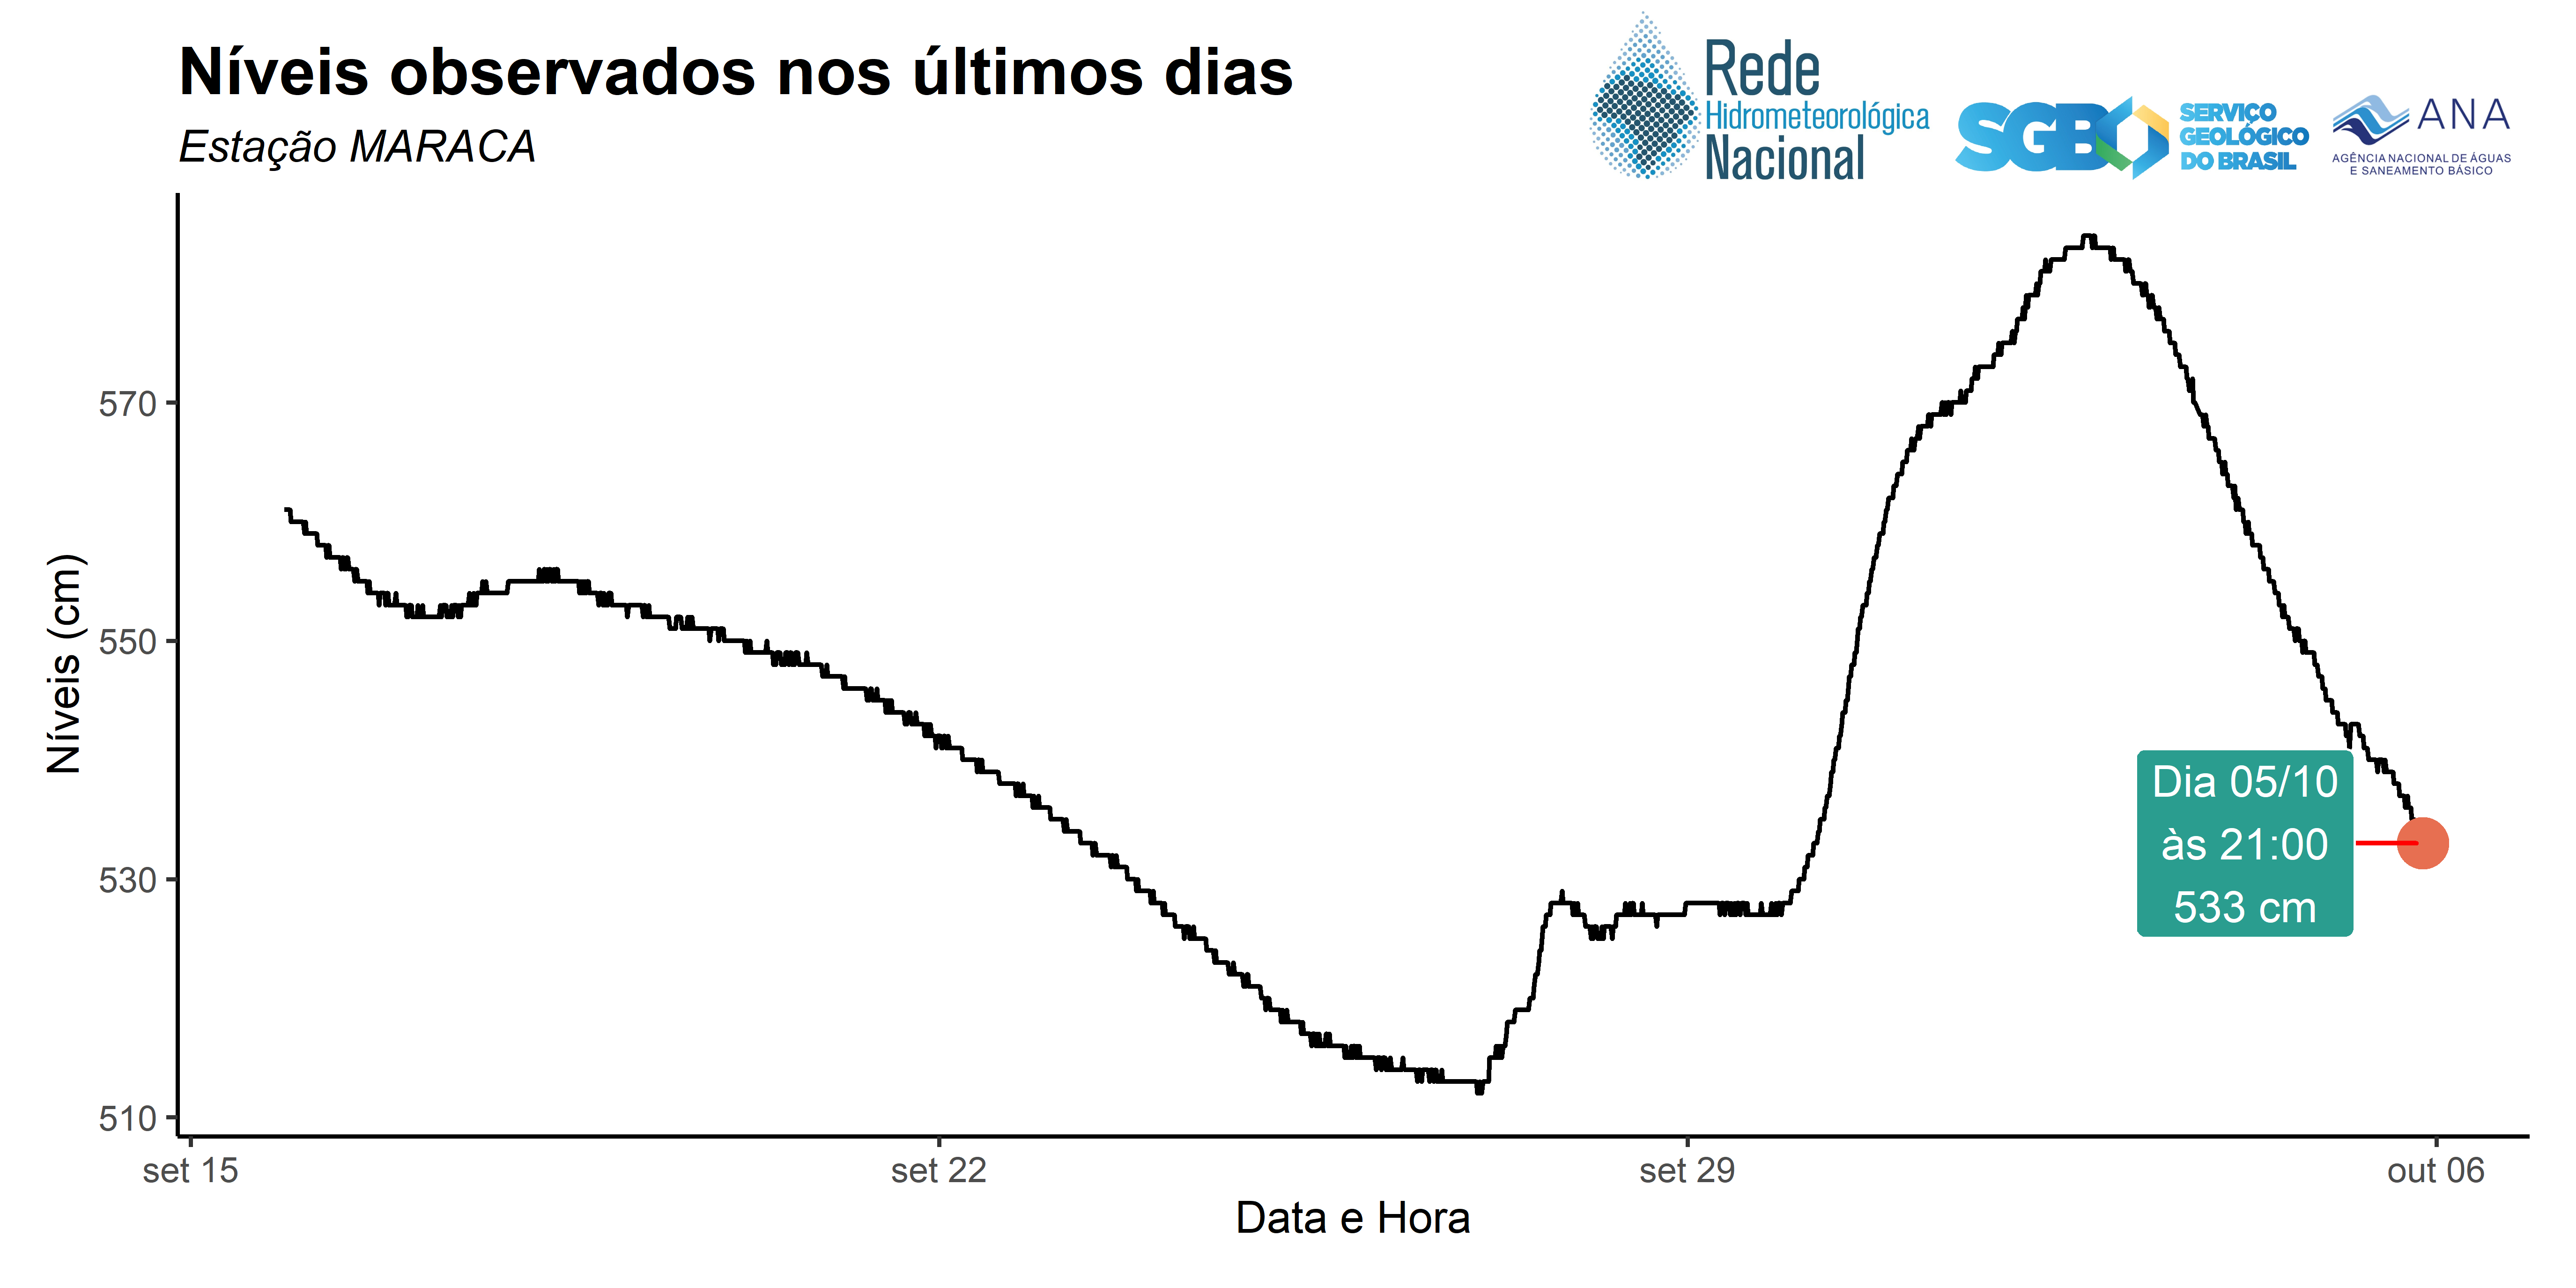 Níveis observados nos últimos dias
Estação MARACA
Rede
Hidrometeorológica
Nacional
SGB
SERVIÇO
GEOLÓGICO
DO BRASIL
ANA
AGÊNCIA NACIONAL DE ÁGUAS
E SANEAMENTO BÁSICO
Níveis (cm)
570
550
530
510
Dia 05/10
às 21:00
533 cm
set 15
set 22
set 29
out 06
Data e Hora